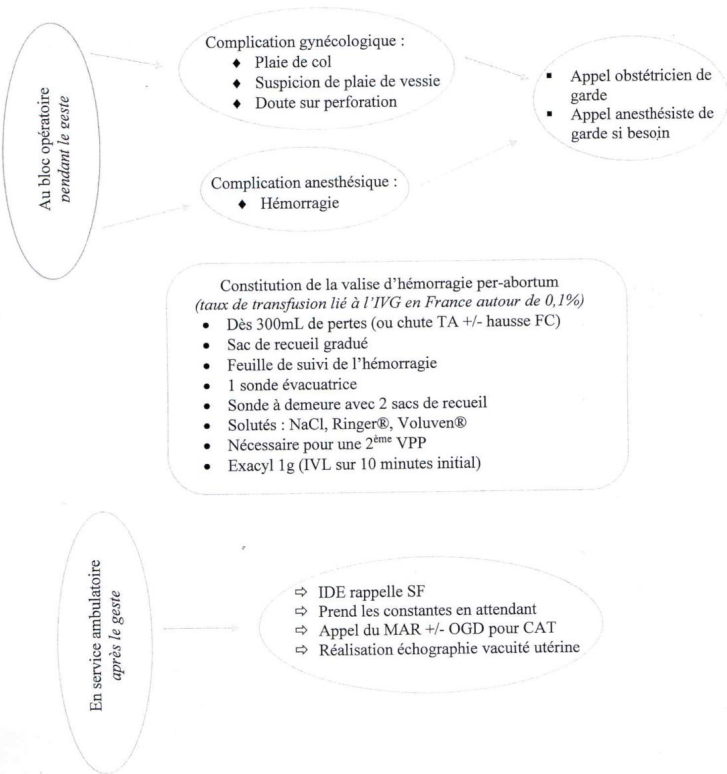 Au bloc opératoire
pendant le geste
Complication gynécologique :
♦ Plaie de col
♦ Suspicion de plaie de vessie
♦ Doute sur perforation
▪ Appel obstétricien de
garde
▪ Appel anesthésiste de
garde si besoin
Complication anesthésique :
♦ Hémorragie
Constitution de la valise d'hémorragie per-abortum
(taux de transfusion lié à l'IVG en France autour de 0,1%)
• Dès 300mL de pertes (ou chute TA +/- hausse FC)
• Sac de recueil gradué
• Feuille de suivi de l'hémorragie
• 1 sonde évacuatrice
• Sonde à demeure avec 2 sacs de recueil
• Solutés : NaCl, Ringer®, Voluven®
• Nécessaire pour une 2ème VPP
• Exacyl 1g (IVL sur 10 minutes initial)
En service ambulatoire
après le geste
⇨ IDE rappelle SF
⇨ Prend les constantes en attendant
⇨ Appel du MAR +/- OGD pour CAT
⇨ Réalisation échographie vacuité utérine